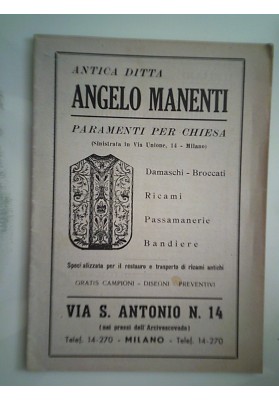 ANTICA DITTA
ANGELO MANENTI
PARAMENTI PER CHIESA
(Sinistrata in Via Unione, 14 - Milano)
Damaschi - Broccati
Ricami
Passamanerie
Bandiere
Specializzata per il restauro e trasporto di ricami antichi
GRATIS CAMPIONI - DISEGNI - PREVENTIVI
VIA S. ANTONIO N. 14
(nei pressi dell'Arcivescovado)
Telef. 14-270 - MILANO - Telef. 14-270